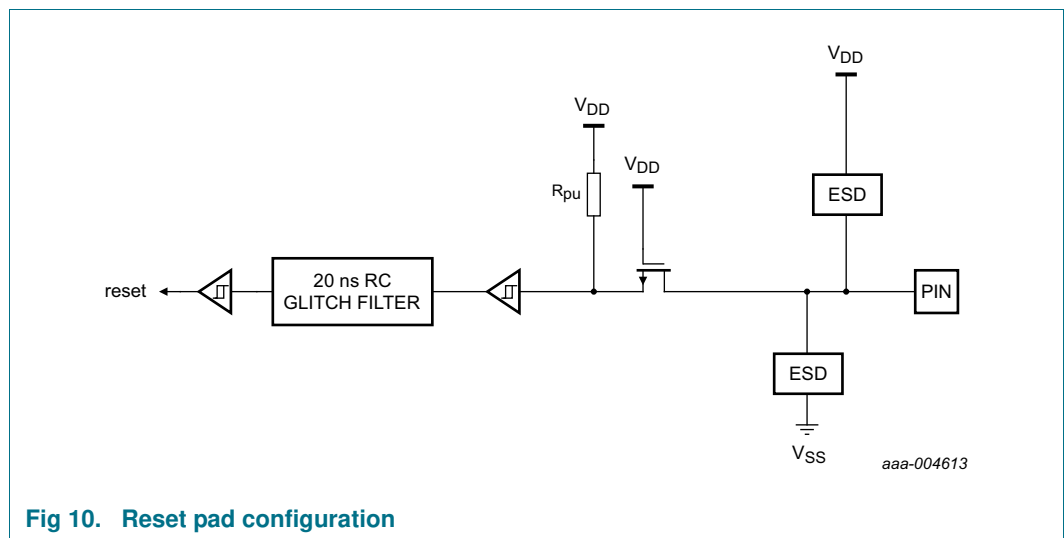 VDD
VDD
VDD
Rpu
ESD
reset
20 ns RC
GLITCH FILTER
PIN
ESD
VSS
aaa-004613
Fig 10. Reset pad configuration